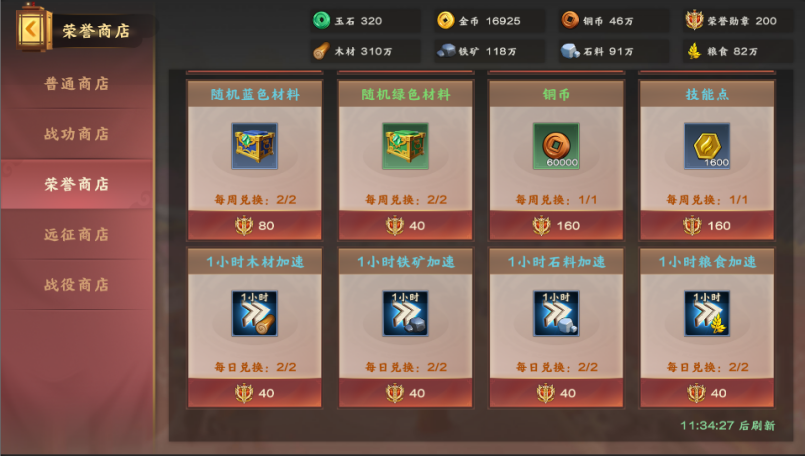 荣誉商店
玉石 320
金币 16925
铜币 46万
荣誉勋章 200
木材 310万
铁矿 118万
石料 91万
粮食 82万
普通商店
战功商店
荣誉商店
远征商店
战役商店
随机蓝色材料
每周兑换：2/2
80
随机绿色材料
每周兑换：2/2
40
铜币
60000
每周兑换：1/1
160
技能点
1600
每周兑换：1/1
160
1小时木材加速
1小时
每日兑换：2/2
40
1小时铁矿加速
1小时
每日兑换：2/2
40
1小时石料加速
1小时
每日兑换：2/2
40
1小时粮食加速
1小时
每日兑换：2/2
40
11:34:27 后刷新